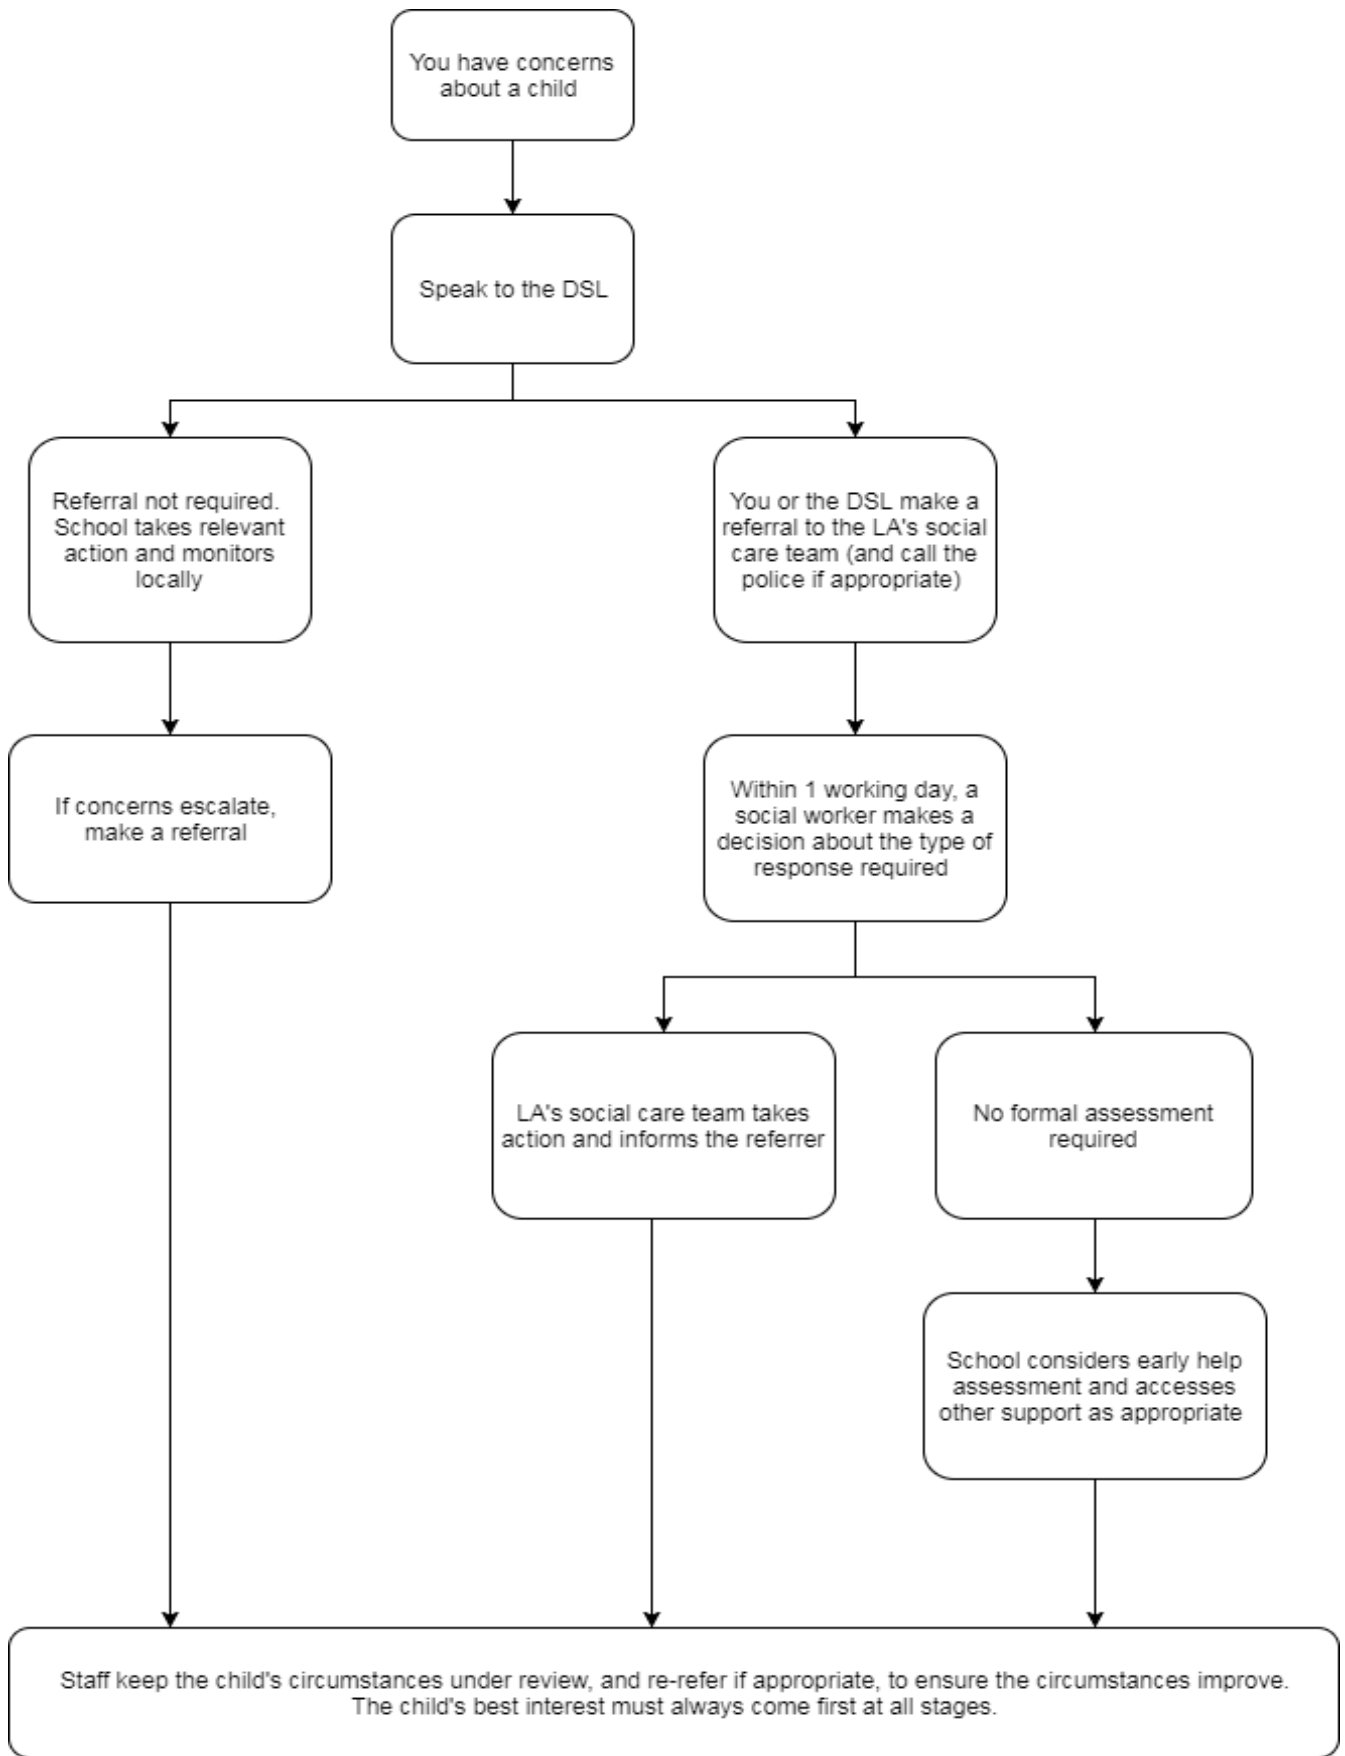 You have concerns
about a child
Speak to the DSL
Referral not required.
School takes relevant
action and monitors
locally
You or the DSL make a
referral to the LA's social
care team (and call the
police if appropriate)
If concerns escalate,
make a referral
Within 1 working day, a
social worker makes a
decision about the type of
response required
LA's social care team takes
action and informs the referrer
No formal assessment
required
School considers early help
assessment and accesses
other support as appropriate
Staff keep the child's circumstances under review, and re-refer if appropriate, to ensure the circumstances improve.
The child's best interest must always come first at all stages.